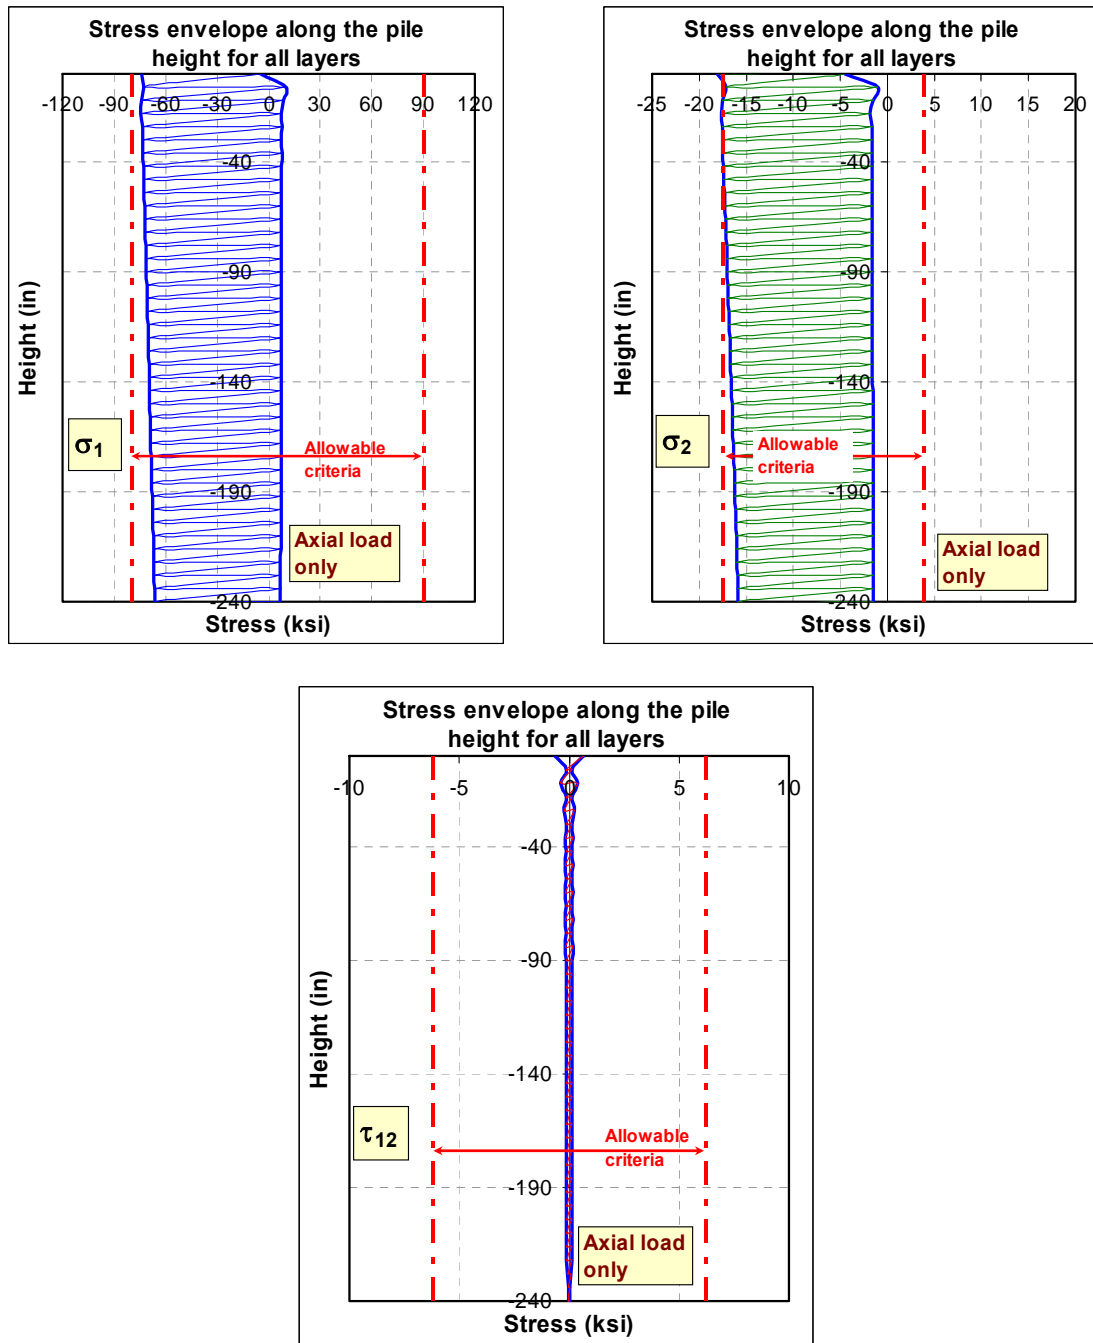 Stress envelope along the pile
height for all layers
-120 -90 -60 -30 0 30 60 90 120
-40
-90
-140
-190
-240
Height (in)
σ1
Allowable
criteria
Axial load
only
Stress (ksi)
Stress envelope along the pile
height for all layers
-25 -20 -15 -10 -5 0 5 10 15 20
-40
-90
-140
-190
-240
Height (in)
σ2
Allowable
criteria
Axial load
only
Stress (ksi)
Stress envelope along the pile
height for all layers
-10 -5 0 5 10
-40
-90
-140
-190
-240
Height (in)
τ12
Allowable
criteria
Axial load
only
Stress (ksi)